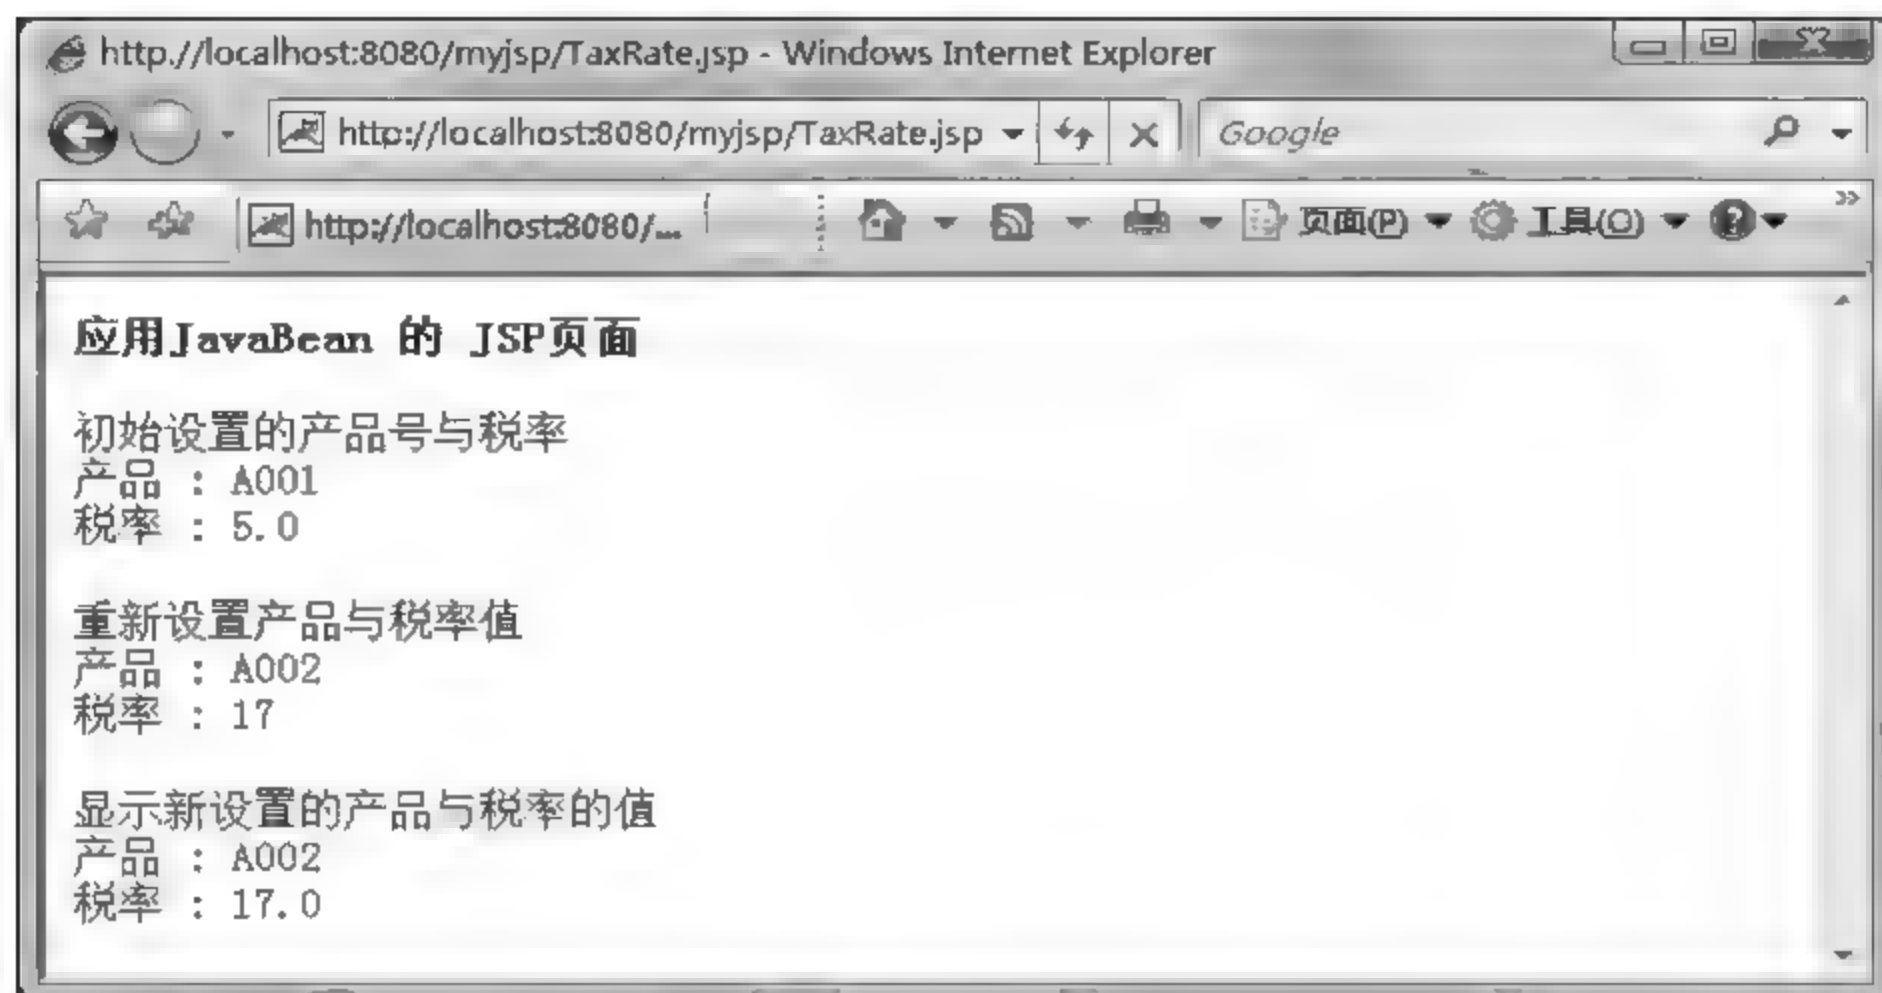 http://localhost:8080/myjsp/TaxRate.jsp - Windows Internet Explorer
http://localhost:8080/myjsp/TaxRate.jsp
Google
http://localhost:8080/...
页面(P)
工具(O)
应用JavaBean 的 JSP页面
初始设置的产品号与税率
产品 : A001
税率 : 5.0
重新设置产品与税率值
产品 : A002
税率 : 17
显示新设置的产品与税率的值
产品 : A002
税率 : 17.0